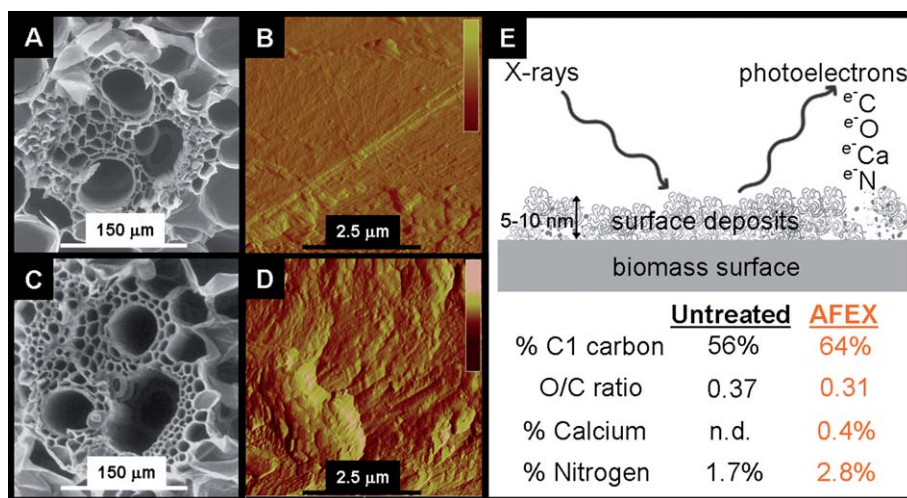 A
150 μm
B
2.5 μm
C
150 μm
D
2.5 μm
E
X-rays
photoelectrons
e⁻C
e⁻O
e⁻Ca
e⁻N
5-10 nm
surface deposits
biomass surface
Untreated AFEX
% C1 carbon 56% 64%
O/C ratio 0.37 0.31
% Calcium n.d. 0.4%
% Nitrogen 1.7% 2.8%